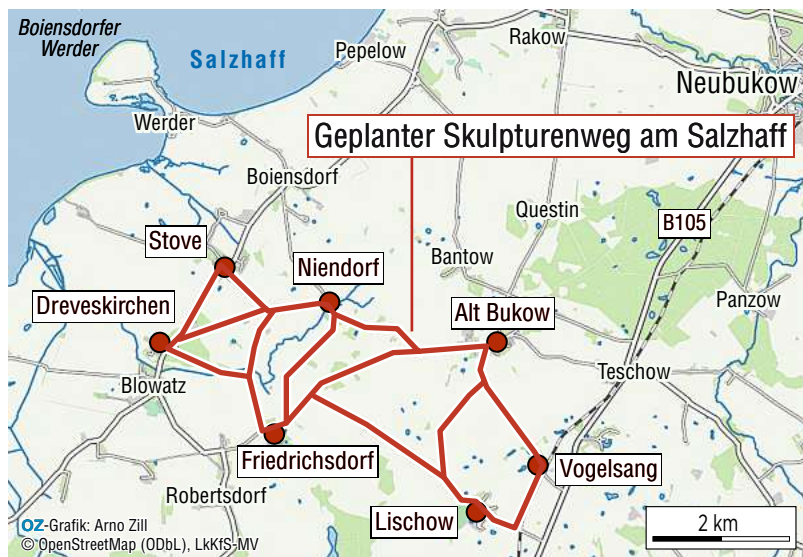 Boiensdorfer
Werder
Salzhaff
Pepelow
Rakow
Neubukow
Werder
Geplanter Skulpturenweg am Salzhaff
Boiensdorf
Questin
B105
Stove
Bantow
Niendorf
Panzow
Dreveskirchen
Alt Bukow
Teschow
Blowatz
Friedrichsdorf
Vogelsang
Robertsdorf
Lischow
OZ-Grafik: Arno Zill
© OpenStreetMap (ODbL), LkKfS-MV
2 km